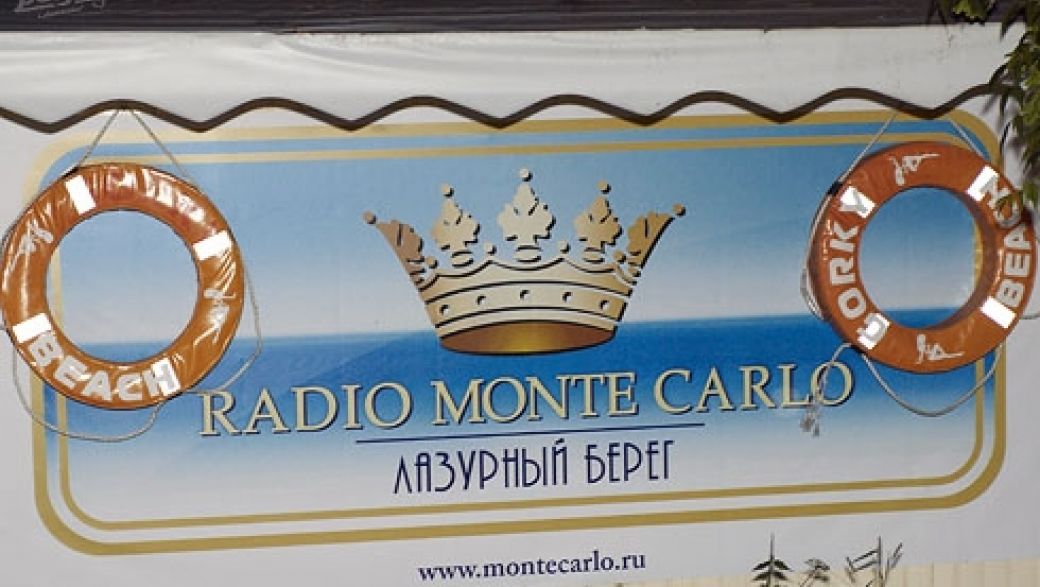 RADIO MONTE CARLO
ЛАЗУРНЫЙ БЕРЕГ
www.montecarlo.ru
BEACH
GORKY
BEACH